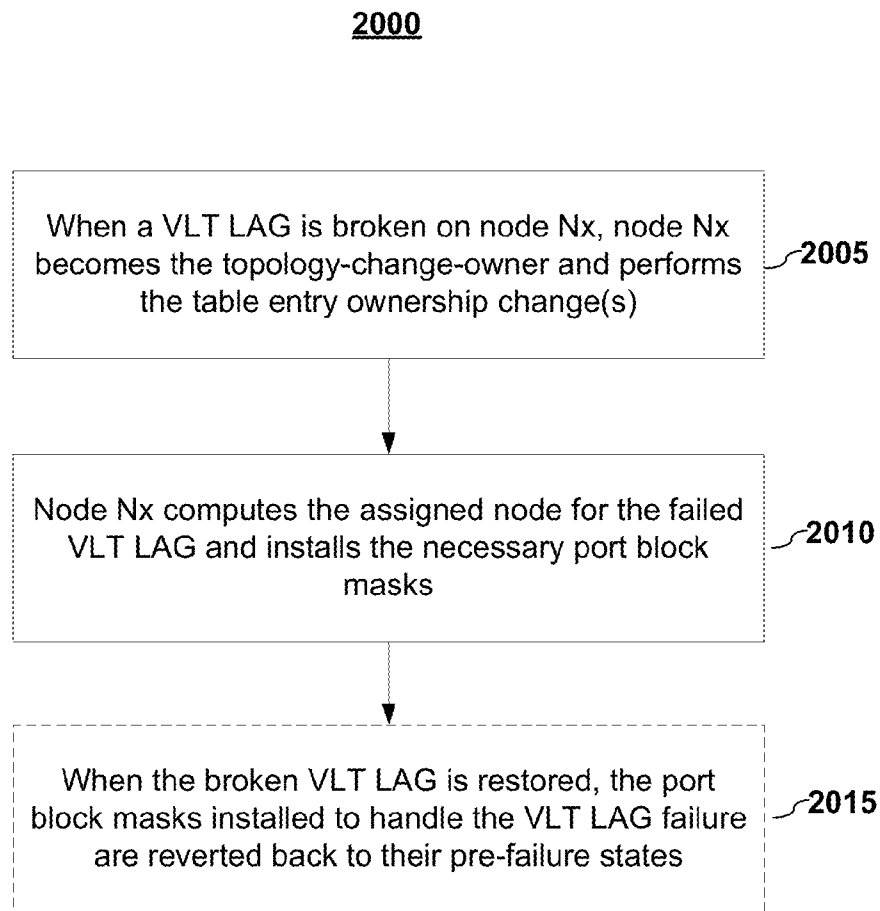 2000
When a VLT LAG is broken on node Nx, node Nx
becomes the topology-change-owner and performs
the table entry ownership change(s)
2005
Node Nx computes the assigned node for the failed
VLT LAG and installs the necessary port block
masks
2010
When the broken VLT LAG is restored, the port
block masks installed to handle the VLT LAG failure
are reverted back to their pre-failure states
2015